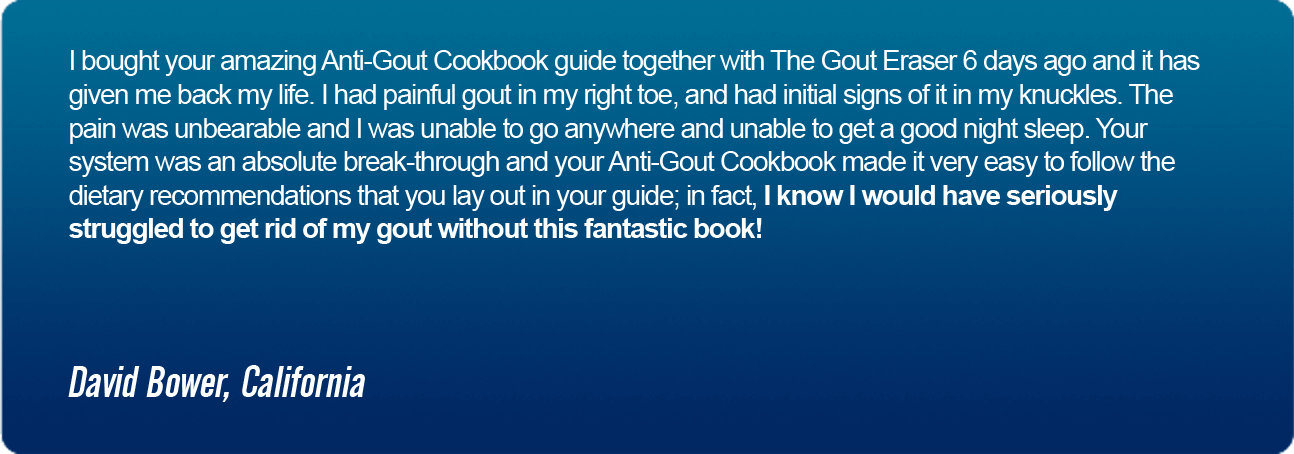 I bought your amazing Anti-Gout Cookbook guide together with The Gout Eraser 6 days ago and it has
given me back my life. I had painful gout in my right toe, and had initial signs of it in my knuckles. The
pain was unbearable and I was unable to go anywhere and unable to get a good night sleep. Your
system was an absolute break-through and your Anti-Gout Cookbook made it very easy to follow the
dietary recommendations that you lay out in your guide; in fact, I know I would have seriously
struggled to get rid of my gout without this fantastic book!
David Bower, California